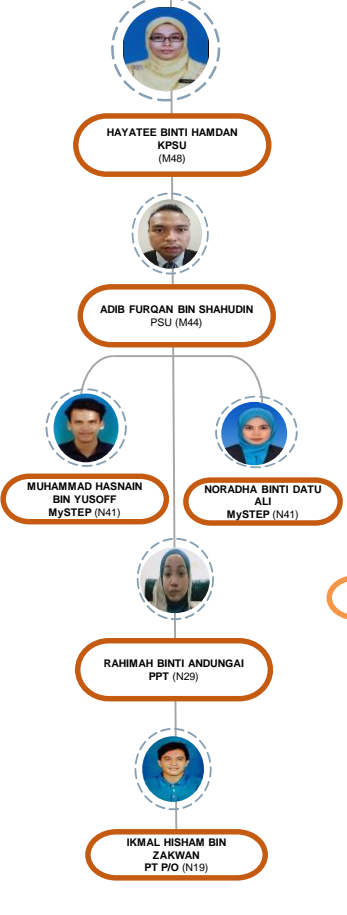 HAYATEE BINTI HAMDAN
KPSU
(M48)
ADIB FURQAN BIN SHAHUDIN
PSU (M44)
MUHAMMAD HASNAIN
BIN YUSOFF
MySTEP (N41)
NORADHA BINTI DATU
ALI
MySTEP (N41)
RAHIMAH BINTI ANDUNGAI
PPT (N29)
IKMAL HISHAM BIN
ZAKWAN
PT P/O (N19)